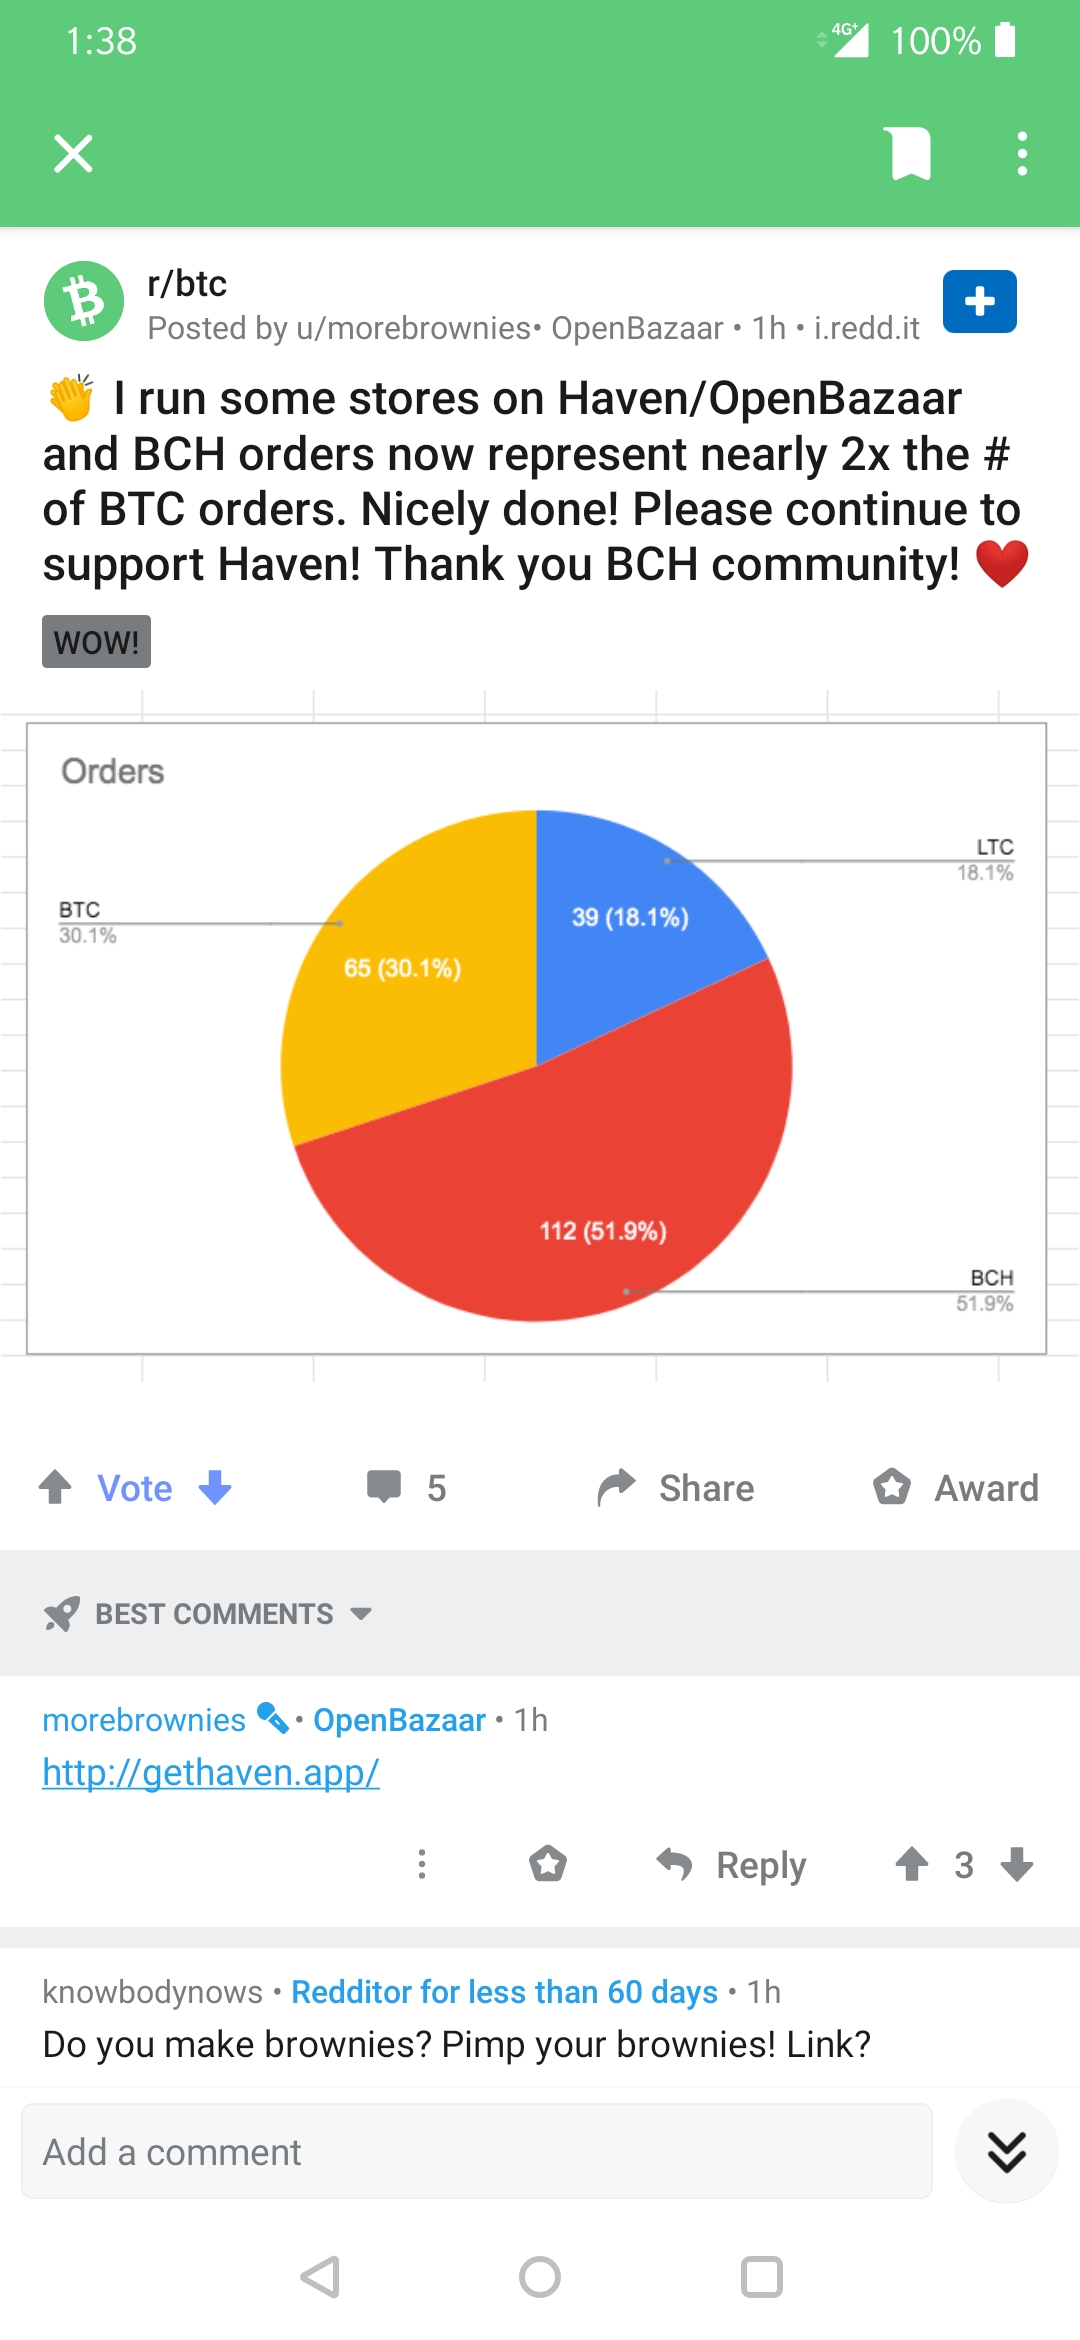 1:38
4G+ 100%
r/btc
Posted by u/morebrownies• OpenBazaar • 1h • i.redd.it
👏 I run some stores on Haven/OpenBazaar
and BCH orders now represent nearly 2x the #
of BTC orders. Nicely done! Please continue to
support Haven! Thank you BCH community! ❤️
WOW!
Orders
LTC
18.1%
BTC
30.1%
39 (18.1%)
65 (30.1%)
112 (51.9%)
BCH
51.9%
Vote 5 Share Award
BEST COMMENTS
morebrownies • OpenBazaar • 1h
http://gethaven.app/
Reply 3
knowbodynows • Redditor for less than 60 days • 1h
Do you make brownies? Pimp your brownies! Link?
Add a comment